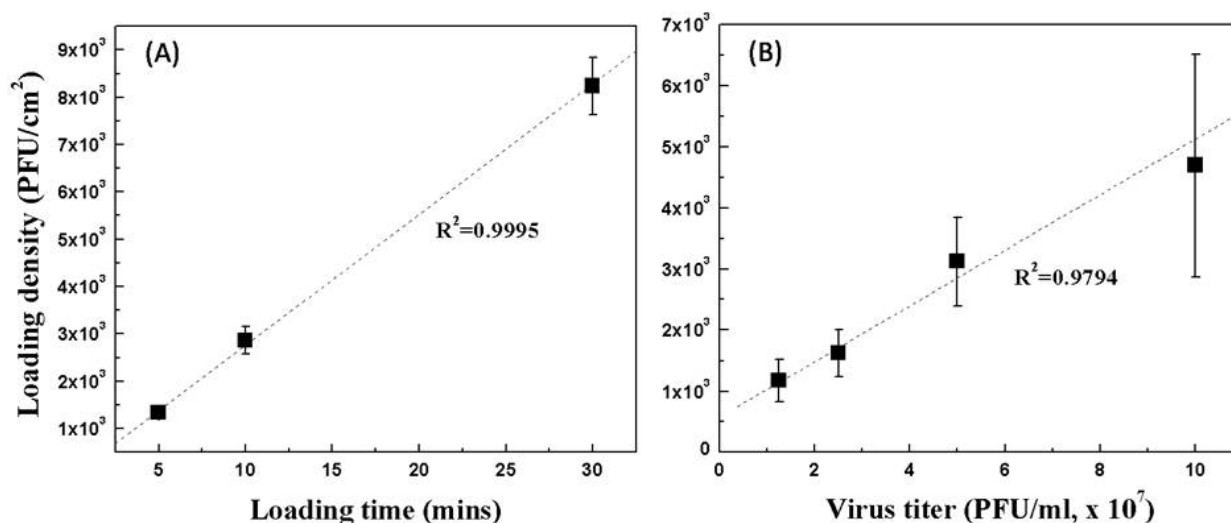 (A)
Loading density (PFU/cm²)
9x10³
8x10³
7x10³
6x10³
5x10³
4x10³
3x10³
2x10³
1x10³
R²=0.9995
5 10 15 20 25 30
Loading time (mins)
(B)
7x10³
6x10³
5x10³
4x10³
3x10³
2x10³
1x10³
0
R²=0.9794
0 2 4 6 8 10
Virus titer (PFU/ml, x 10⁷)